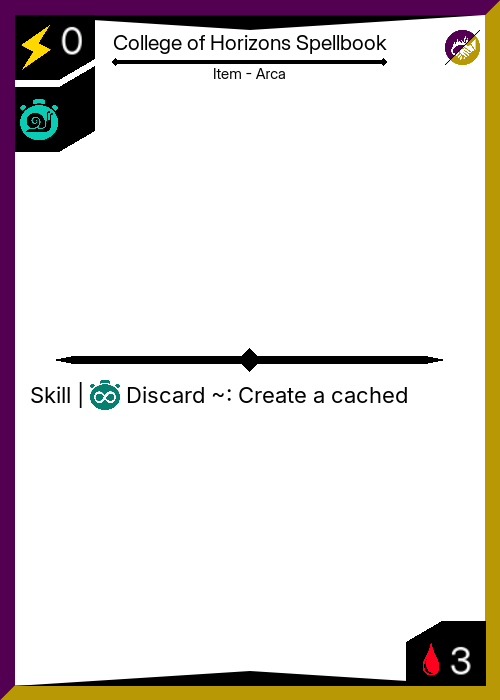 0
College of Horizons Spellbook
Item - Arca
Skill | Discard ~: Create a cached
3